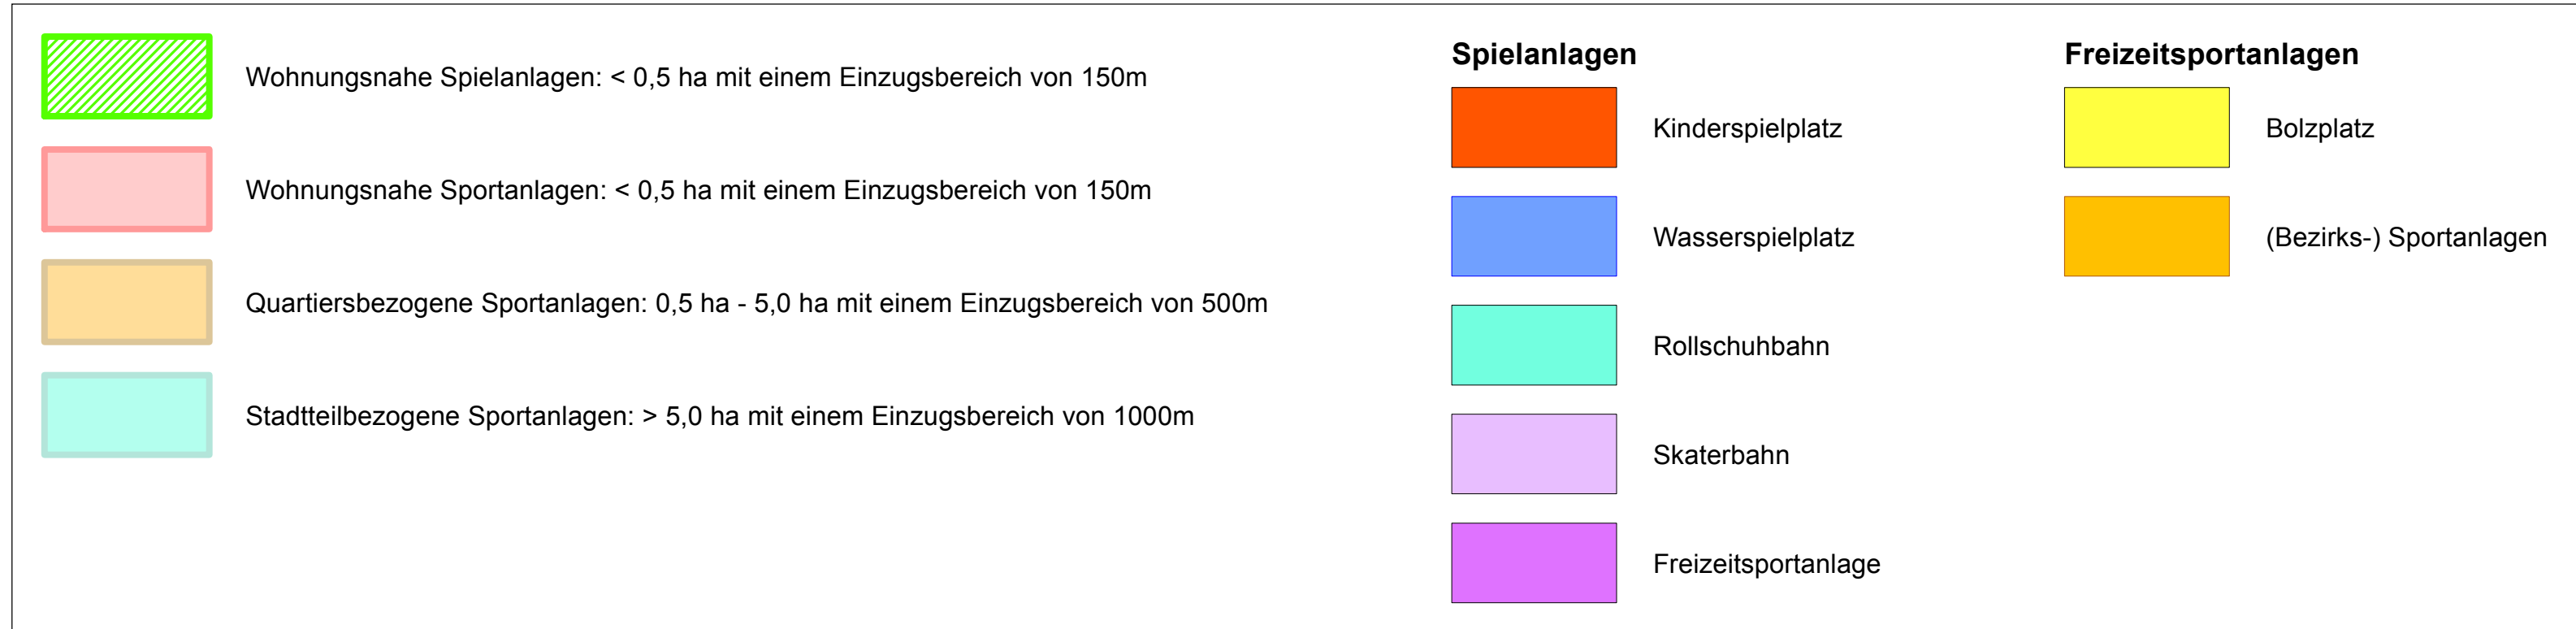 Wohnungsnahe Spielanlagen: < 0,5 ha mit einem Einzugsbereich von 150m
Wohnungsnahe Sportanlagen: < 0,5 ha mit einem Einzugsbereich von 150m
Quartiersbezogene Sportanlagen: 0,5 ha - 5,0 ha mit einem Einzugsbereich von 500m
Stadtteilbezogene Sportanlagen: > 5,0 ha mit einem Einzugsbereich von 1000m
Spielanlagen
Kinderspielplatz
Wasserspielplatz
Rollschuhbahn
Skaterbahn
Freizeitsportanlage
Freizeitsportanlagen
Bolzplatz
(Bezirks-) Sportanlagen